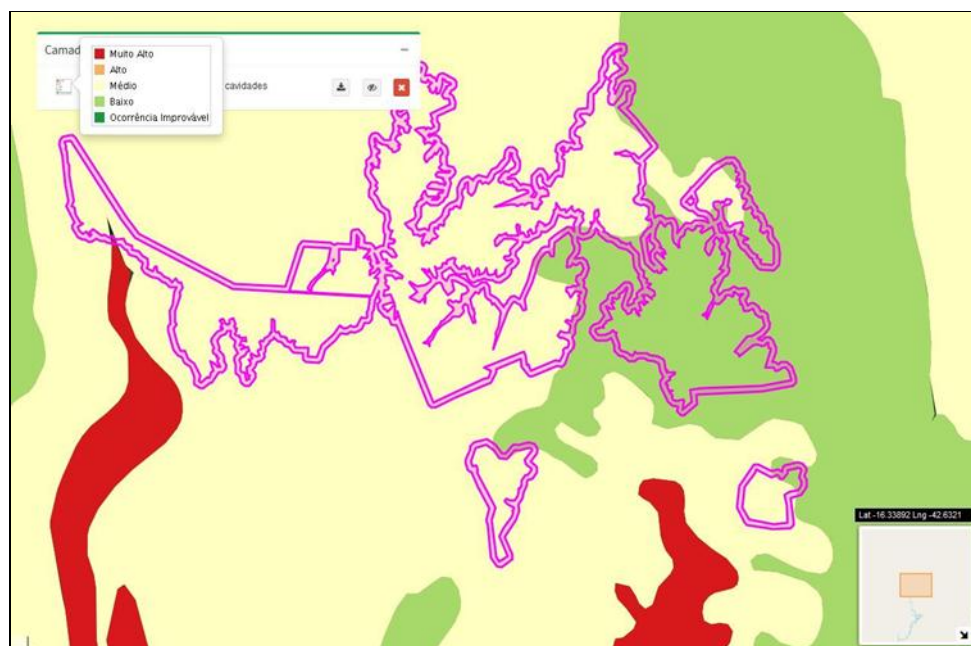 Camad
Muito Alto
Alto
Médio
cavidades
Baixo
Ocorrência Improvável
Lat -16.33892 Lng -42.6321